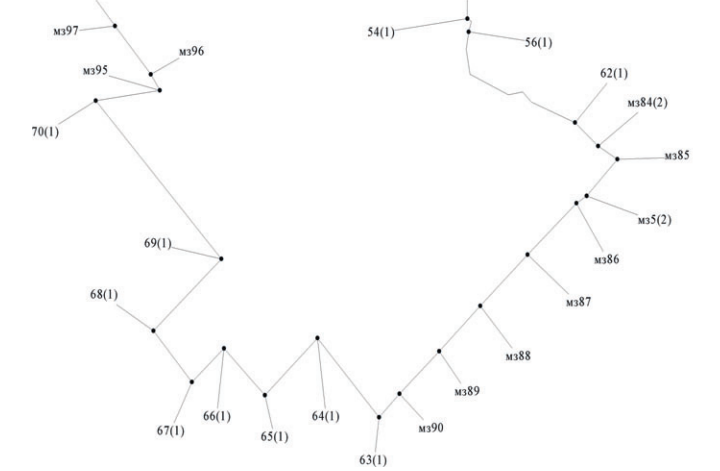 мз97
54(1)
56(1)
мз96
мз95
62(1)
мз84(2)
70(1)
мз85
мз5(2)
69(1)
мз86
68(1)
мз87
мз88
мз89
66(1)
64(1)
67(1)
65(1)
мз90
63(1)